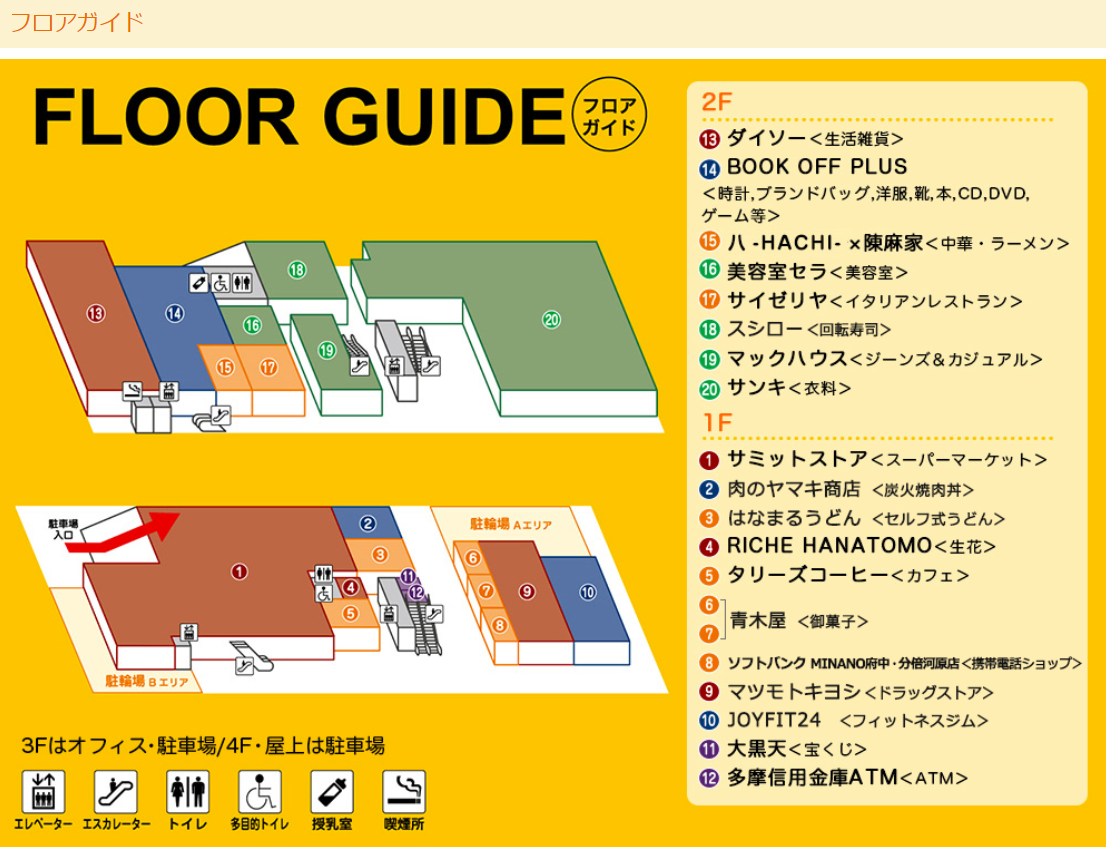 フロアガイド
FLOOR GUIDE
フロア
ガイド
13
14
18
16
15
17
19
20
駐車場
入口
1
2
3
4
5
11
12
駐輪場 Aエリア
6
7
8
9
10
駐輪場 Bエリア
3Fはオフィス・駐車場/4F・屋上は駐車場
エレベーター エスカレーター トイレ 多目的トイレ 授乳室 喫煙所
2F
13 ダイソー＜生活雑貨＞
14 BOOK OFF PLUS
＜時計,ブランドバッグ,洋服,靴,本,CD,DVD,
ゲーム等＞
15 八 -HACHI- ×陳麻家＜中華・ラーメン＞
16 美容室セラ＜美容室＞
17 サイゼリヤ＜イタリアンレストラン＞
18 スシロー＜回転寿司＞
19 マックハウス＜ジーンズ＆カジュアル＞
20 サンキ＜衣料＞
1F
1 サミットストア＜スーパーマーケット＞
2 肉のヤマキ商店 ＜炭火焼肉丼＞
3 はなまるうどん ＜セルフ式うどん＞
4 RICHE HANATOMO＜生花＞
5 タリーズコーヒー＜カフェ＞
6
7 青木屋 ＜御菓子＞
8 ソフトバンク MINANO府中・分倍河原店＜携帯電話ショップ＞
9 マツモトキヨシ＜ドラッグストア＞
10 JOYFIT24 ＜フィットネスジム＞
11 大黒天＜宝くじ＞
12 多摩信用金庫ATM＜ATM＞